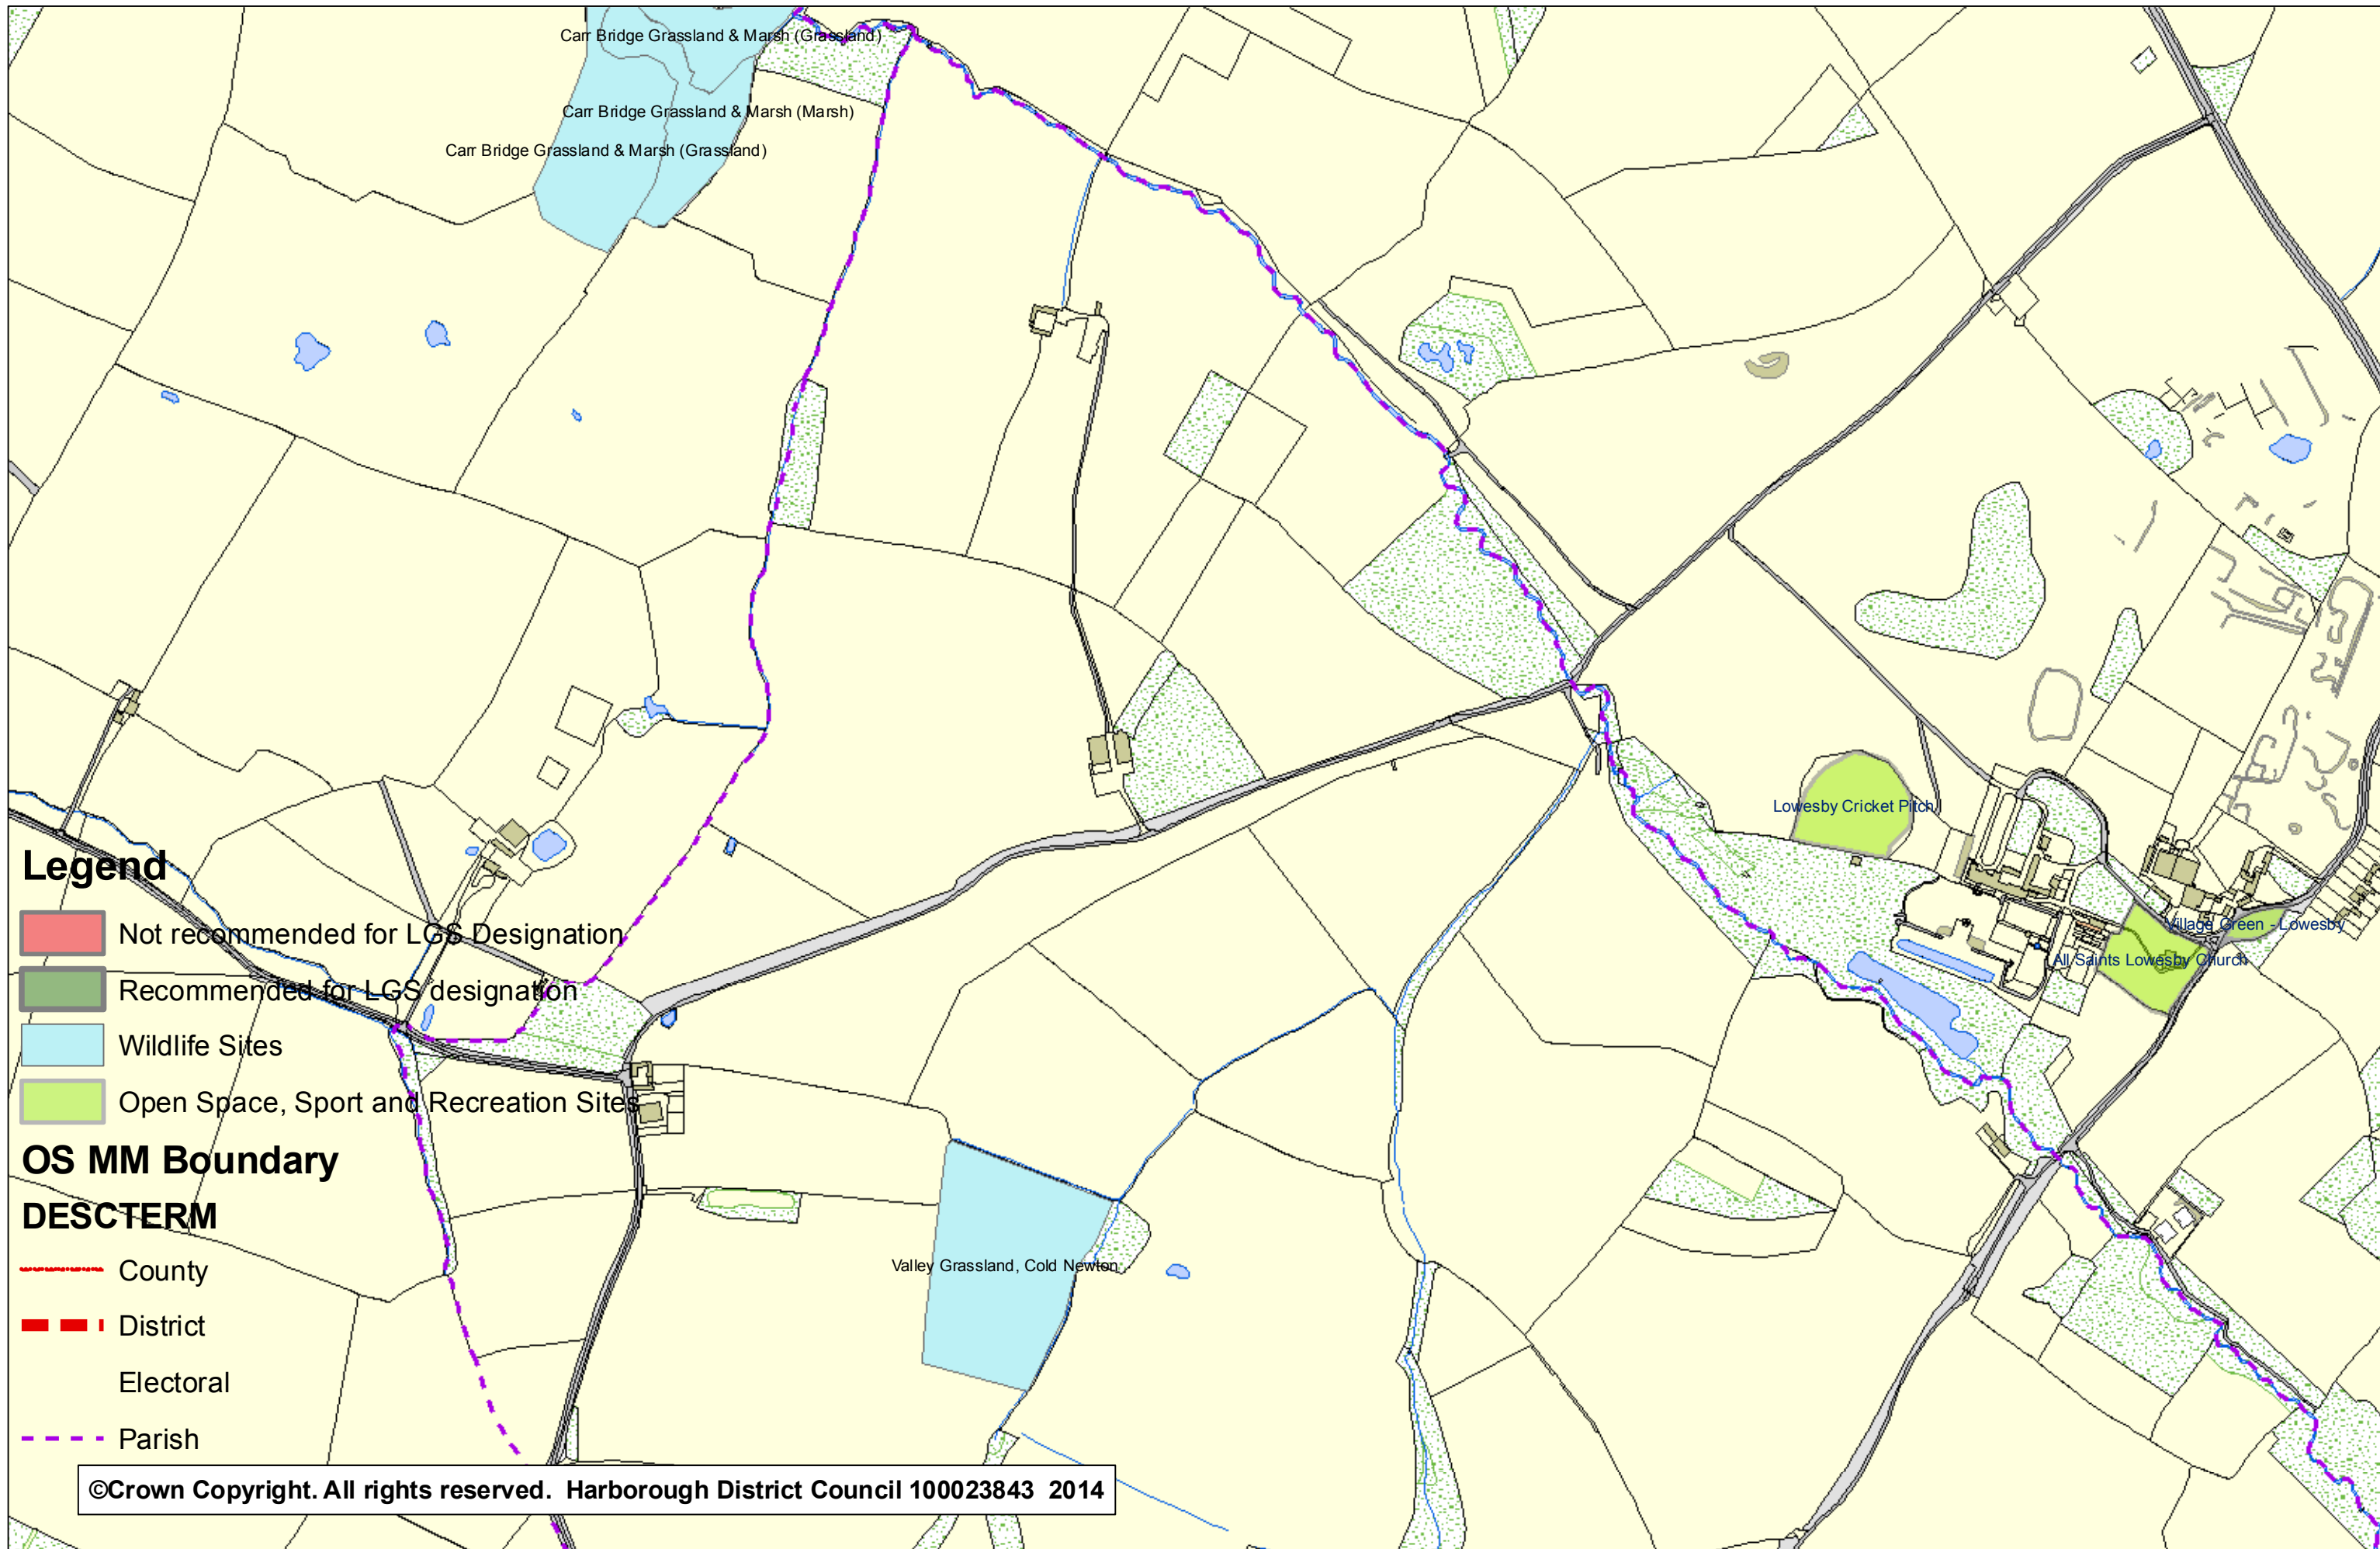 Carr Bridge Grassland & Marsh (Grassland)
Carr Bridge Grassland & Marsh (Marsh)
Carr Bridge Grassland & Marsh (Grassland)
Lowesby Cricket Pitch
Village Green - Lowesby
All Saints Lowesby Church
Valley Grassland, Cold Newton
Legend
Not recommended for LGS Designation
Recommended for LGS designation
Wildlife Sites
Open Space, Sport and Recreation Sites
OS MM Boundary
DESCTERM
County
District
Electoral
Parish
©Crown Copyright. All rights reserved. Harborough District Council 100023843 2014